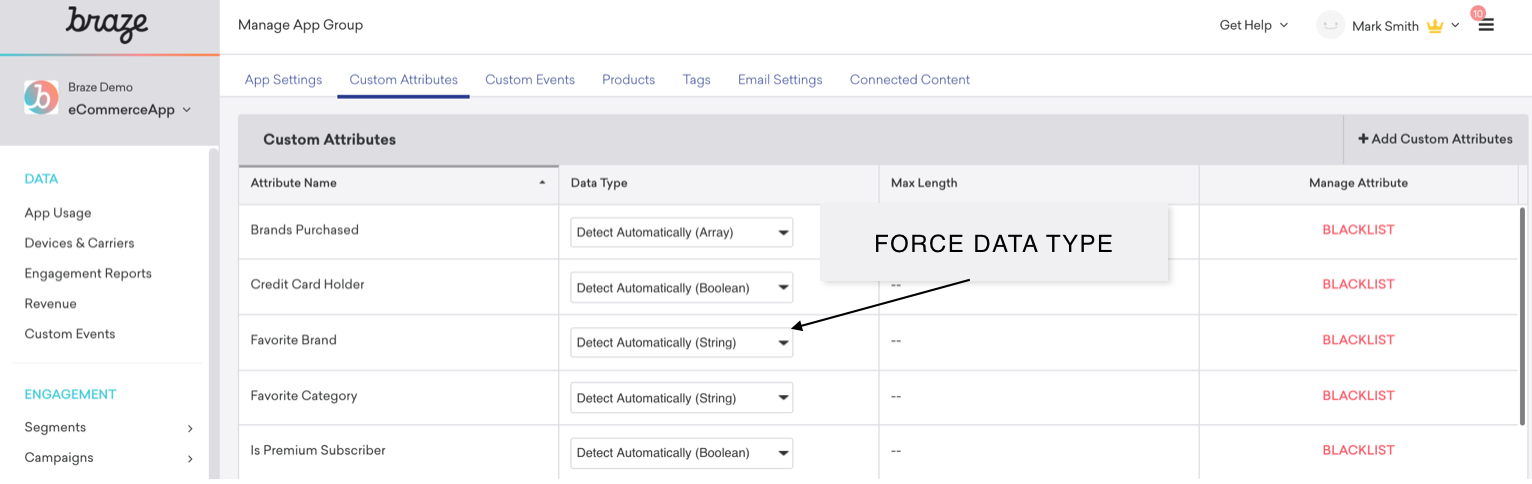 braze
Manage App Group
Get Help
Mark Smith
10
Braze Demo
eCommerceApp
App Settings
Custom Attributes
Custom Events
Products
Tags
Email Settings
Connected Content
DATA
App Usage
Devices & Carriers
Engagement Reports
Revenue
Custom Events
ENGAGEMENT
Segments
Campaigns
Custom Attributes
+ Add Custom Attributes
Attribute Name
Data Type
Max Length
Manage Attribute
Brands Purchased
Detect Automatically (Array)
BLACKLIST
FORCE DATA TYPE
Credit Card Holder
Detect Automatically (Boolean)
--
BLACKLIST
Favorite Brand
Detect Automatically (String)
--
BLACKLIST
Favorite Category
Detect Automatically (String)
--
BLACKLIST
Is Premium Subscriber
Detect Automatically (Boolean)
--
BLACKLIST